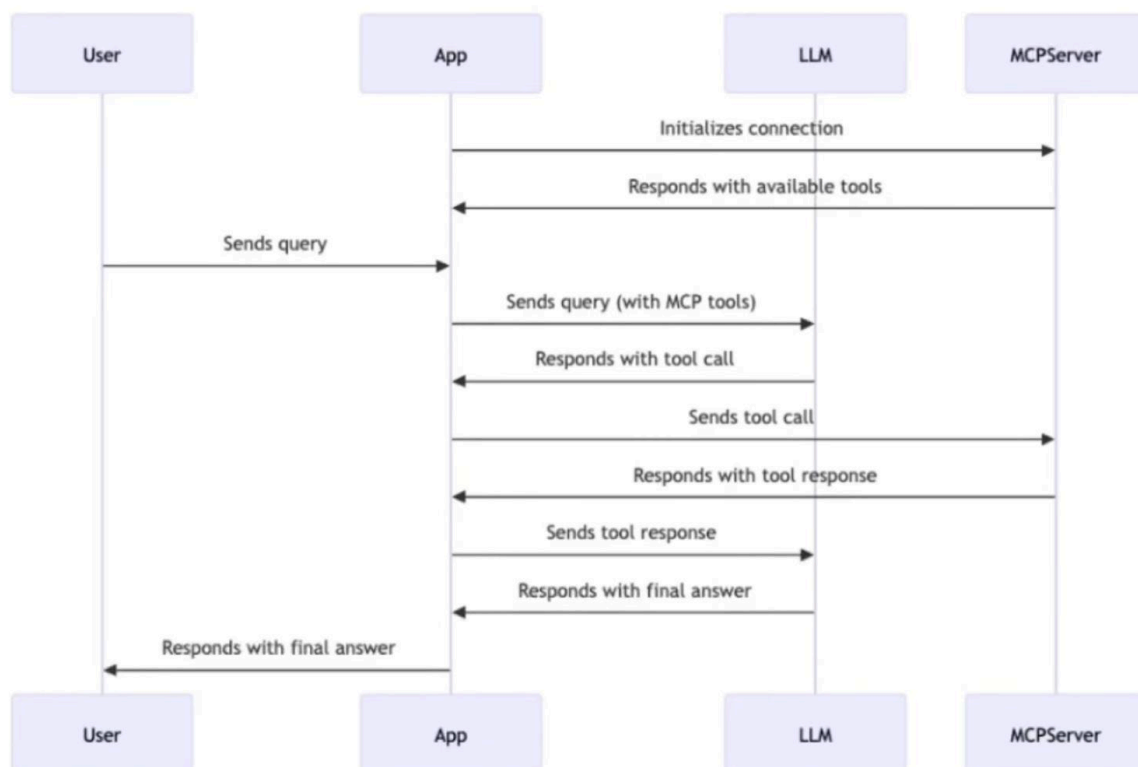 User App LLM MCPServer
Initializes connection
Responds with available tools
Sends query
Sends query (with MCP tools)
Responds with tool call
Sends tool call
Responds with tool response
Sends tool response
Responds with final answer
Responds with final answer
User App LLM MCPServer